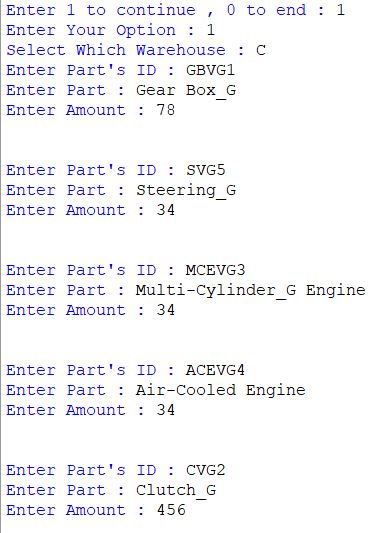 Enter 1 to continue , 0 to end : 1
Enter Your Option : 1
Select Which Warehouse : C
Enter Part's ID : GBVG1
Enter Part : Gear Box_G
Enter Amount : 78
Enter Part's ID : SVG5
Enter Part : Steering_G
Enter Amount : 34
Enter Part's ID : MCEVG3
Enter Part : Multi-Cylinder_G Engine
Enter Amount : 34
Enter Part's ID : ACEVG4
Enter Part : Air-Cooled Engine
Enter Amount : 34
Enter Part's ID : CVG2
Enter Part : Clutch_G
Enter Amount : 456